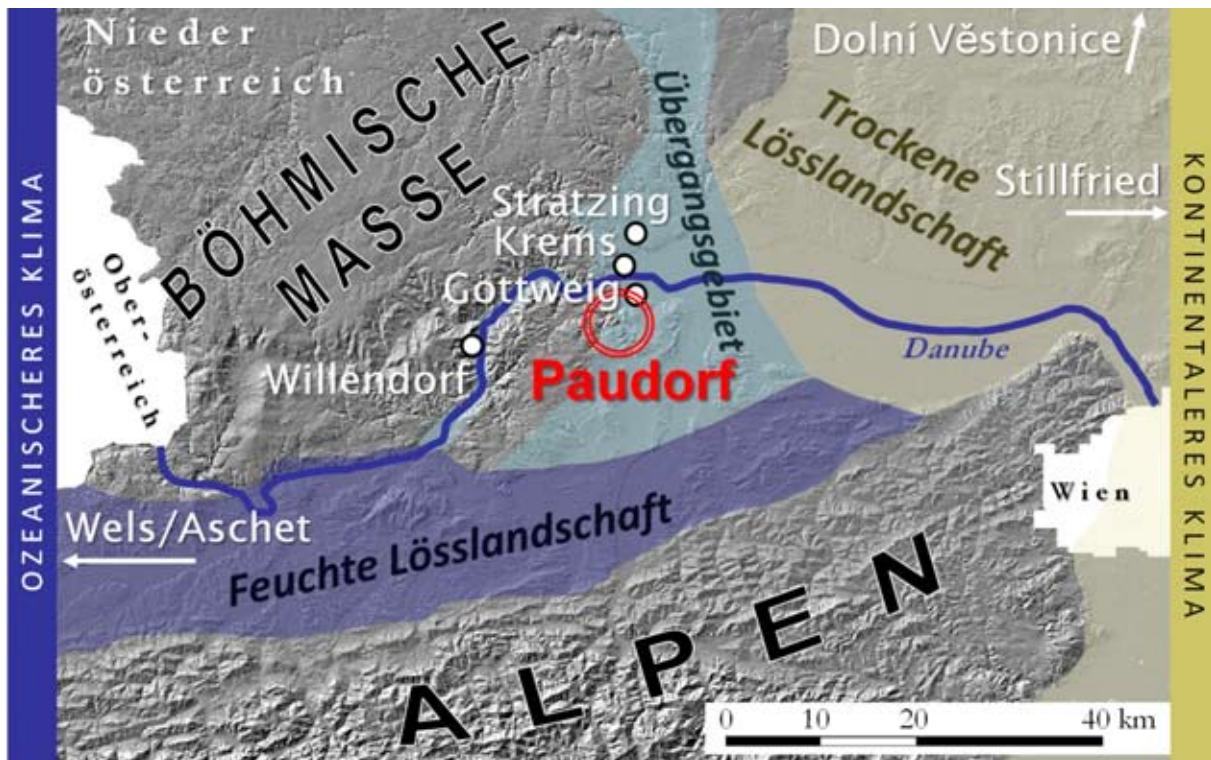 Nieder
österreich
Dolní Věstonice
BÖHMISCHE
MASSE
Übergangsgebiet
Trockene
Lösslandschaft
Stillfried
Stratzing
Krems
Göttweig
Ober-
österreich
Willendorf
Paudorf
Danube
Wels/Aschet
Feuchte Lösslandschaft
Wien
ALPEN
0 10 20 40 km
OZEANISCHERES KLIMA
KONTINENTALERES KLIMA